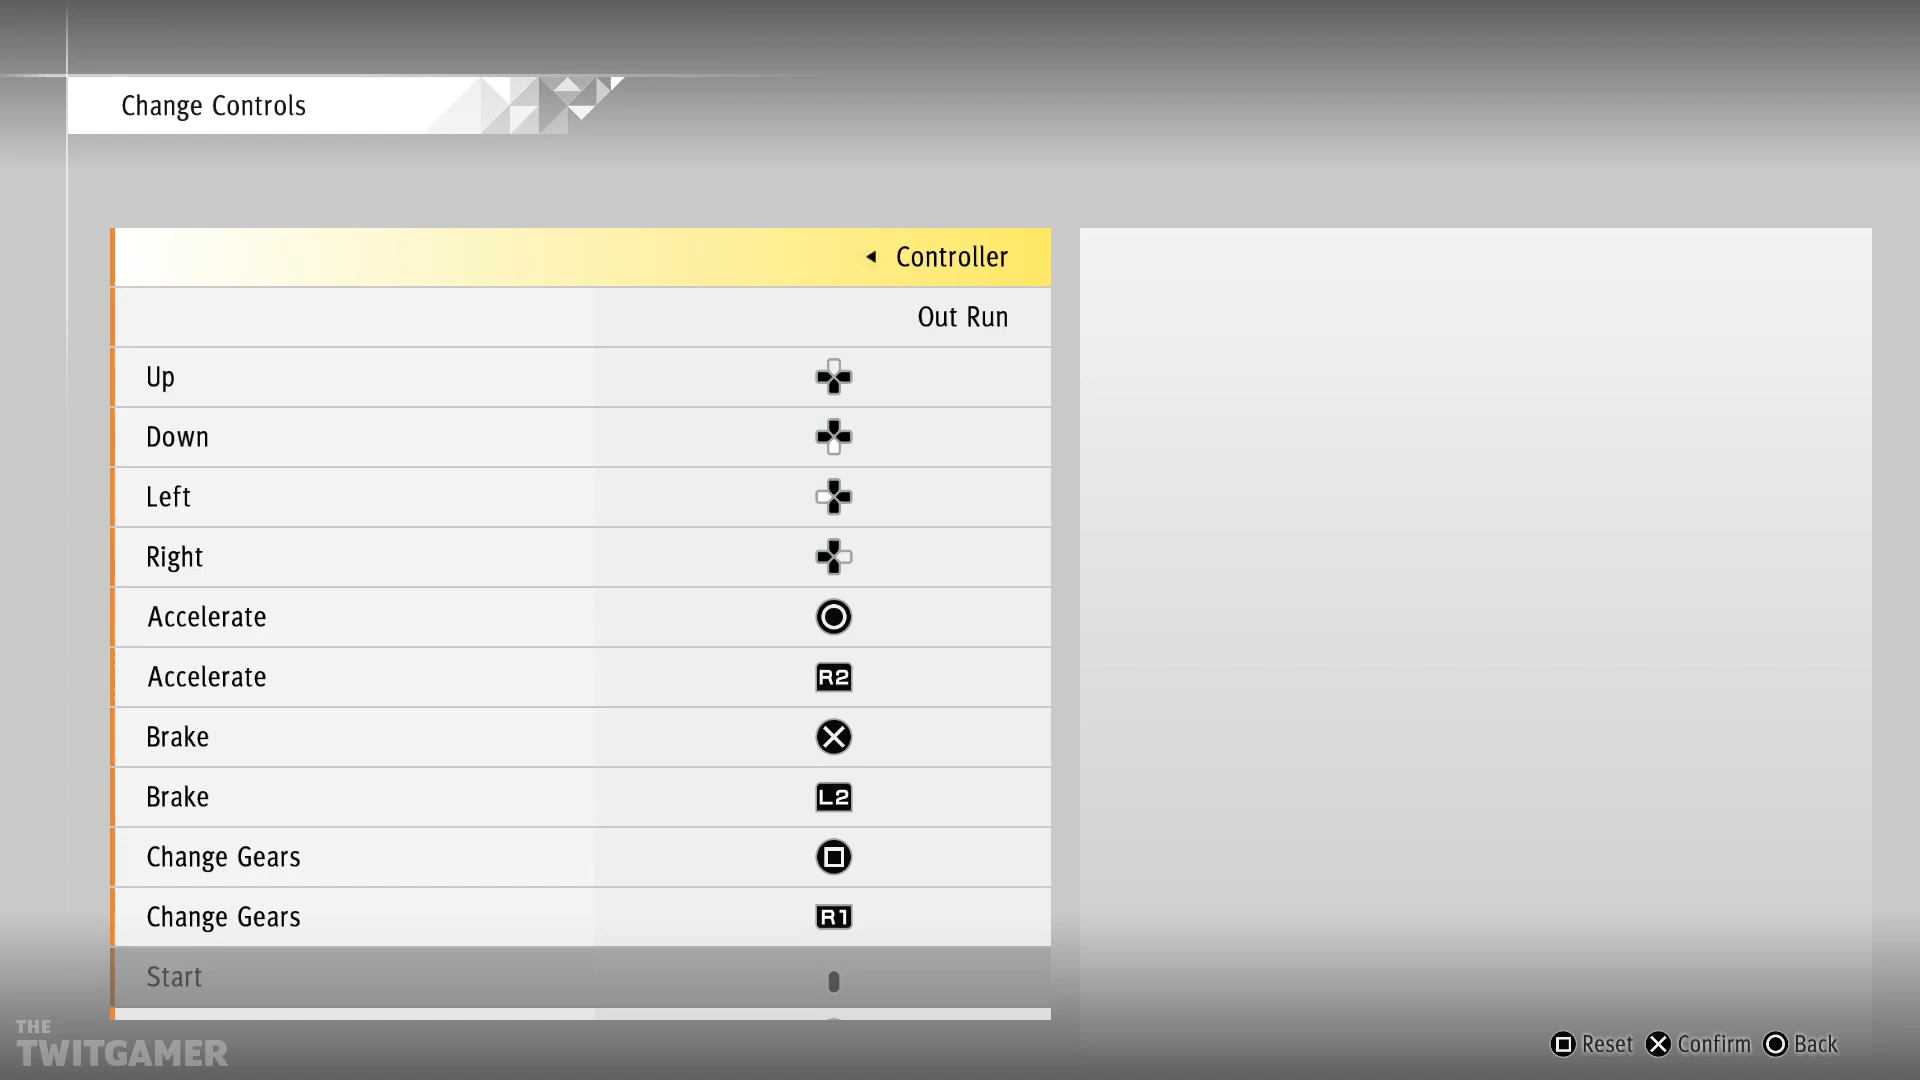 Change Controls
Controller
Out Run
Up
Down
Left
Right
Accelerate
Accelerate R2
Brake
Brake L2
Change Gears
Change Gears R1
Start
THE
TWITGAMER
Reset Confirm Back